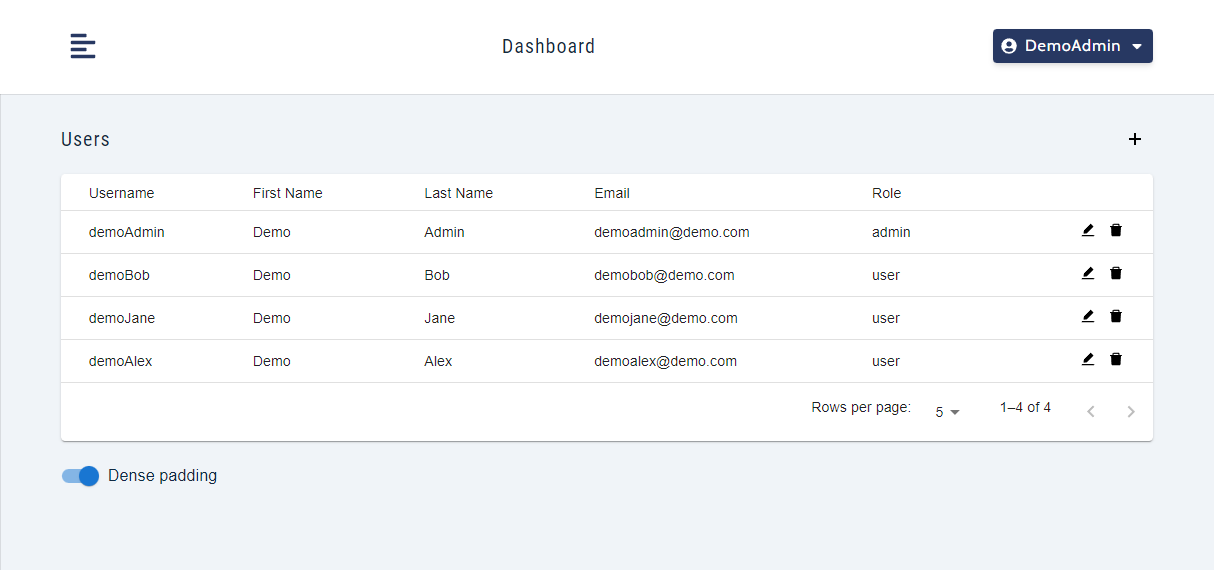 Dashboard
DemoAdmin
Users
+
Username First Name Last Name Email Role
demoAdmin Demo Admin demoadmin@demo.com admin
demoBob Demo Bob demobob@demo.com user
demoJane Demo Jane demojane@demo.com user
demoAlex Demo Alex demoalex@demo.com user
Rows per page: 5 1–4 of 4
Dense padding